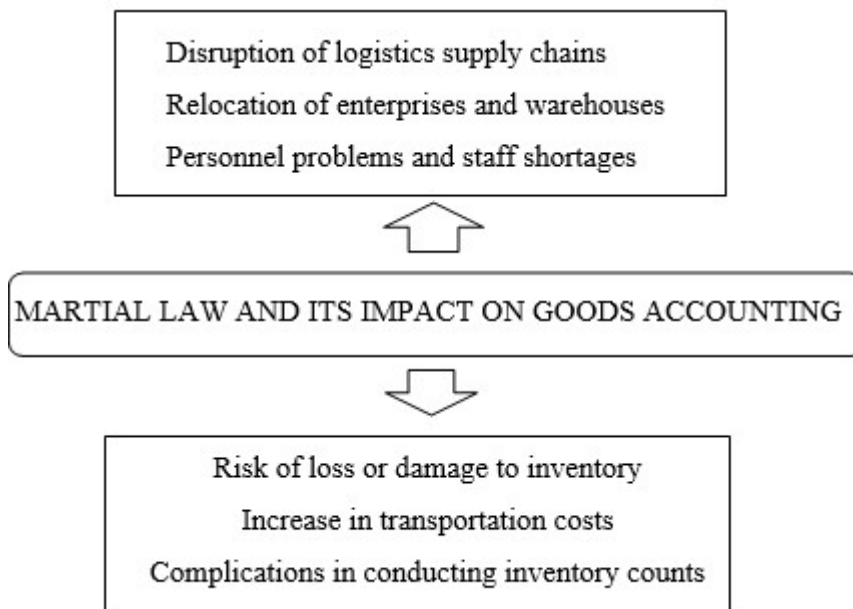 Disruption of logistics supply chains
Relocation of enterprises and warehouses
Personnel problems and staff shortages
MARTIAL LAW AND ITS IMPACT ON GOODS ACCOUNTING
Risk of loss or damage to inventory
Increase in transportation costs
Complications in conducting inventory counts